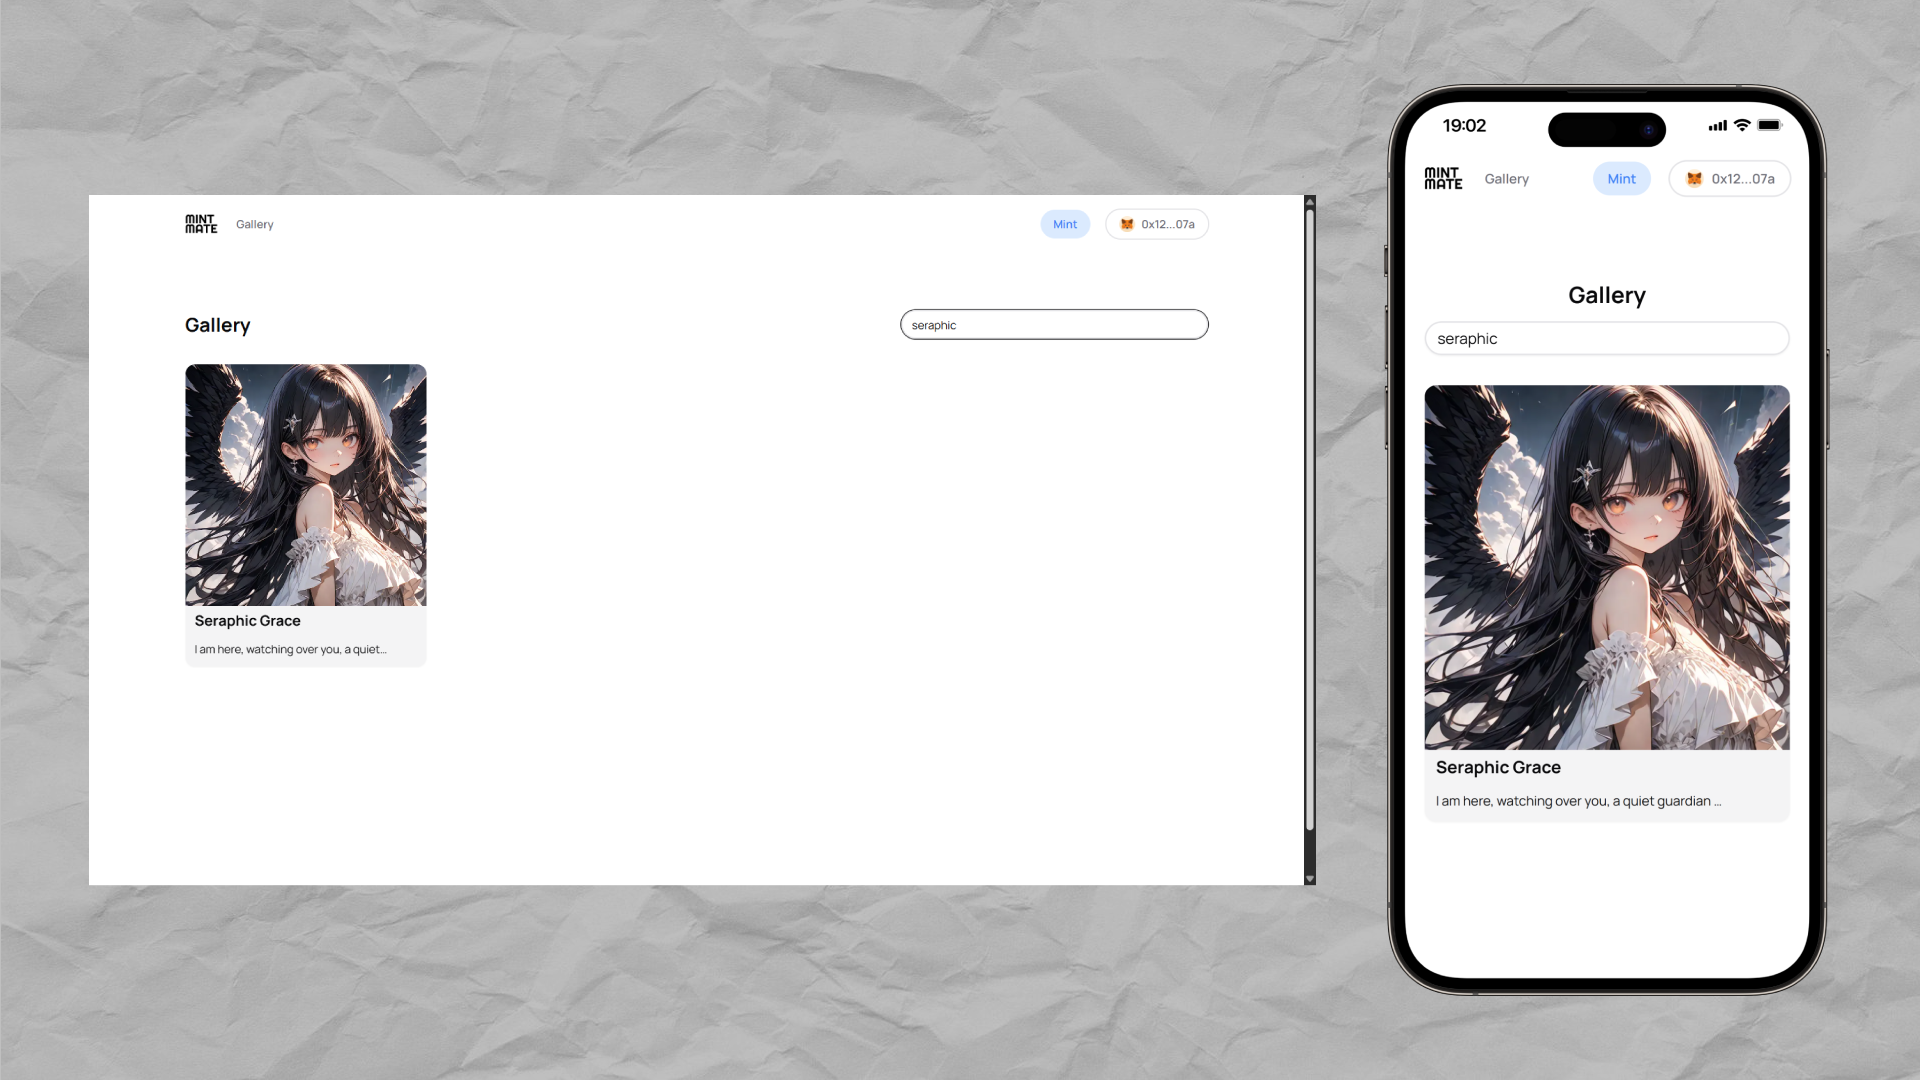 MINT
MATE
Gallery
Mint
0x12...07a
Gallery
seraphic
Seraphic Grace
I am here, watching over you, a quiet...
19:02
MINT
MATE
Gallery
Mint
0x12...07a
Gallery
seraphic
Seraphic Grace
I am here, watching over you, a quiet guardian ...